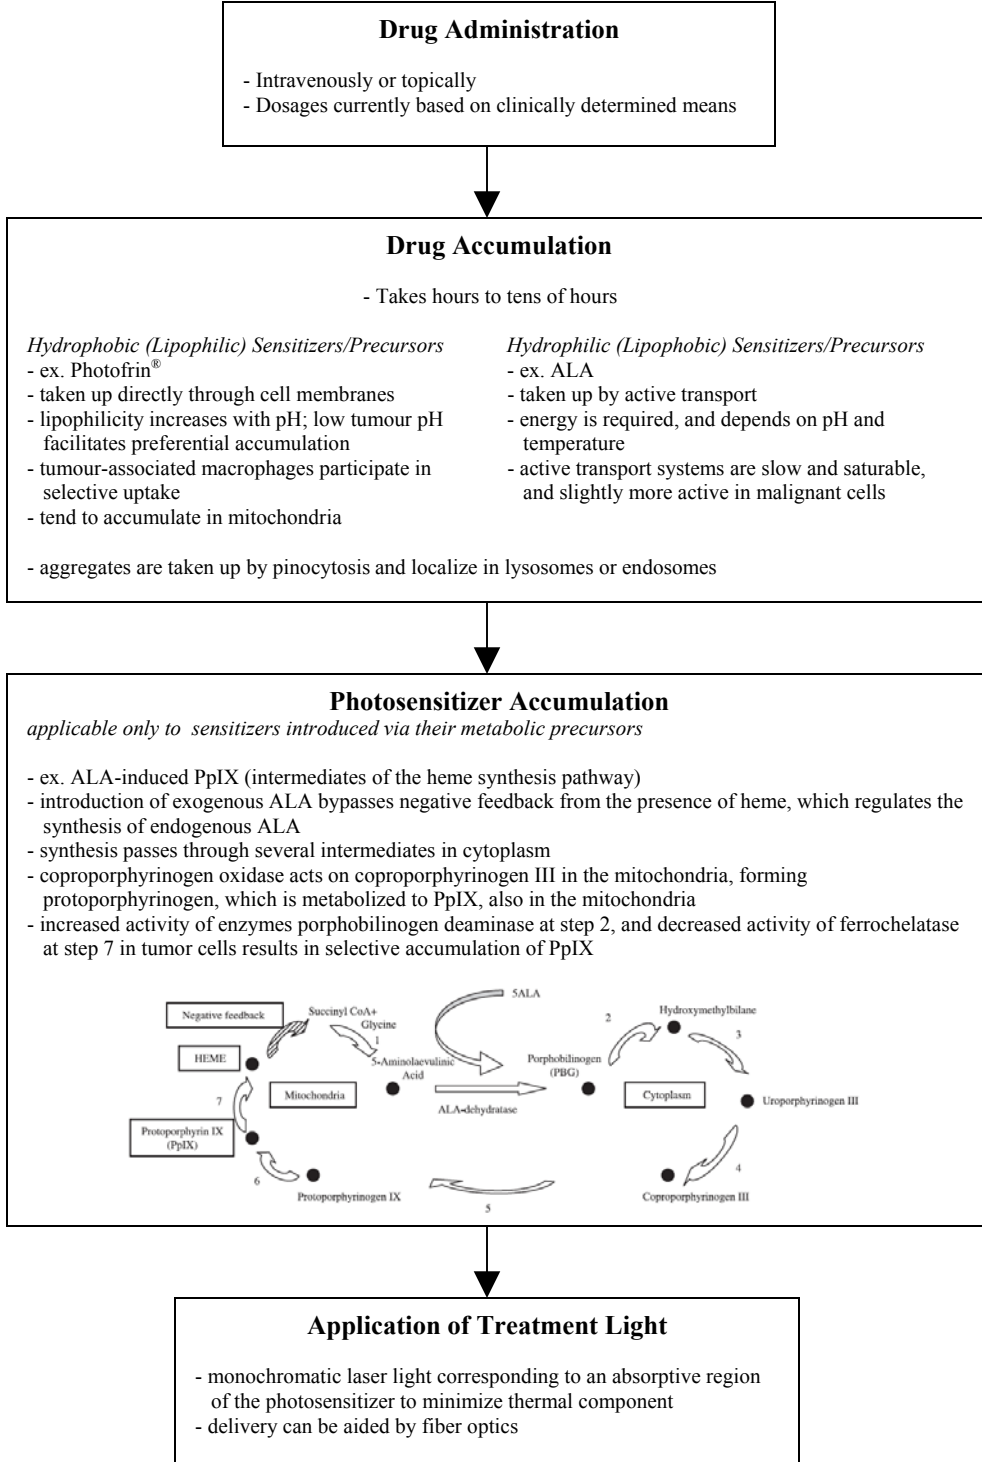 Drug Administration
- Intravenously or topically
- Dosages currently based on clinically determined means
Drug Accumulation
- Takes hours to tens of hours
Hydrophobic (Lipophilic) Sensitizers/Precursors
- ex. Photofrin®
- taken up directly through cell membranes
- lipophilicity increases with pH; low tumour pH
facilitates preferential accumulation
- tumour-associated macrophages participate in
selective uptake
- tend to accumulate in mitochondria
Hydrophilic (Lipophobic) Sensitizers/Precursors
- ex. ALA
- taken up by active transport
- energy is required, and depends on pH and
temperature
- active transport systems are slow and saturable,
and slightly more active in malignant cells
- aggregates are taken up by pinocytosis and localize in lysosomes or endosomes
Photosensitizer Accumulation
applicable only to sensitizers introduced via their metabolic precursors
- ex. ALA-induced PpIX (intermediates of the heme synthesis pathway)
- introduction of exogenous ALA bypasses negative feedback from the presence of heme, which regulates the
synthesis of endogenous ALA
- synthesis passes through several intermediates in cytoplasm
- coproporphyrinogen oxidase acts on coproporphyrinogen III in the mitochondria, forming
protoporphyrinogen, which is metabolized to PpIX, also in the mitochondria
- increased activity of enzymes porphobilinogen deaminase at step 2, and decreased activity of ferrochelatase
at step 7 in tumor cells results in selective accumulation of PpIX
Negative feedback
Succinyl CoA+
Glycine
1
5ALA
2
Hydroxymethylbilane
3
HEME
5-Aminolaevulinic
Acid
Porphobilinogen
(PBG)
7
Mitochondria
ALA-dehydratase
Cytoplasm
Uroporphyrinogen III
Protoporphyrin IX
(PpIX)
6
4
Protoporphyrinogen IX
5
Coproporphyrinogen III
Application of Treatment Light
- monochromatic laser light corresponding to an absorptive region
of the photosensitizer to minimize thermal component
- delivery can be aided by fiber optics